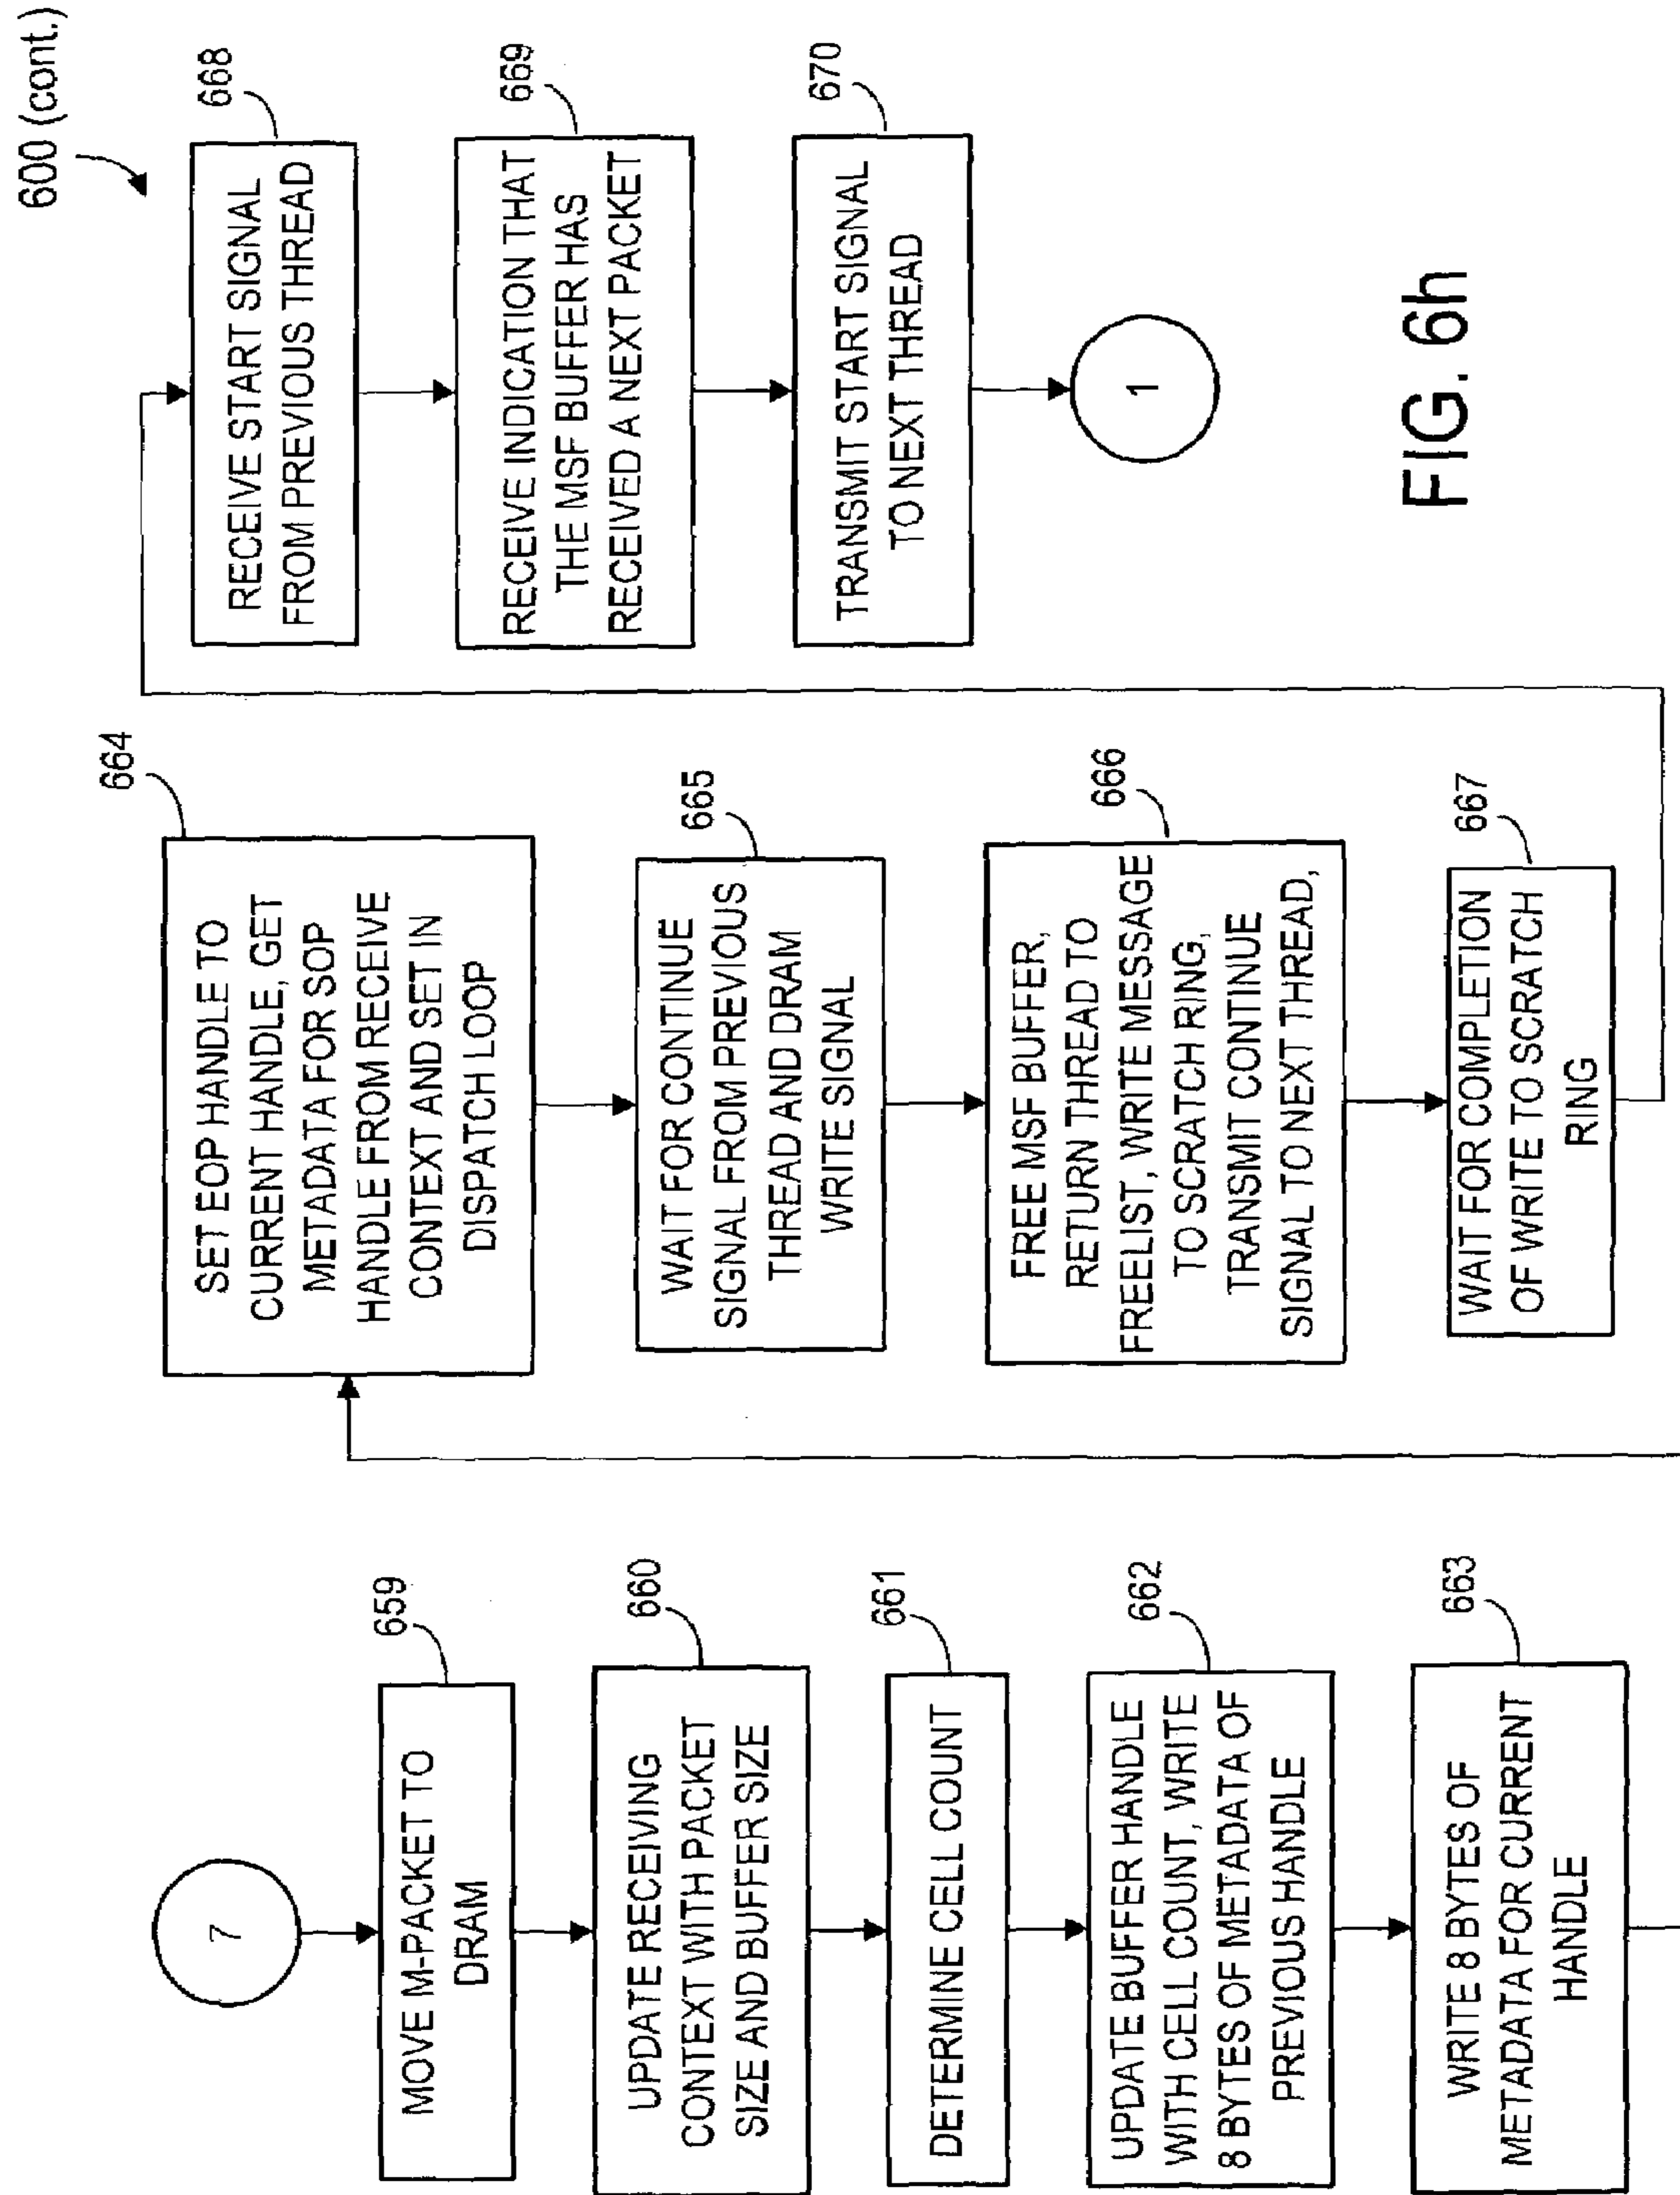 600 (cont.)
7
MOVE M-PACKET TO
DRAM
659
UPDATE RECEIVING
CONTEXT WITH PACKET
SIZE AND BUFFER SIZE
660
DETERMINE CELL COUNT
661
UPDATE BUFFER HANDLE
WITH CELL COUNT, WRITE
8 BYTES OF METADATA OF
PREVIOUS HANDLE
662
WRITE 8 BYTES OF
METADATA FOR CURRENT
HANDLE
663
SET EOP HANDLE TO
CURRENT HANDLE, GET
METADATA FOR SOP
HANDLE FROM RECEIVE
CONTEXT AND SET IN
DISPATCH LOOP
664
WAIT FOR CONTINUE
SIGNAL FROM PREVIOUS
THREAD AND DRAM
WRITE SIGNAL
665
FREE MSF BUFFER,
RETURN THREAD TO
FREELIST, WRITE MESSAGE
TO SCRATCH RING,
TRANSMIT CONTINUE
SIGNAL TO NEXT THREAD,
666
WAIT FOR COMPLETION
OF WRITE TO SCRATCH
RING
667
RECEIVE START SIGNAL
FROM PREVIOUS THREAD
668
RECEIVE INDICATION THAT
THE MSF BUFFER HAS
RECEIVED A NEXT PACKET
669
TRANSMIT START SIGNAL
TO NEXT THREAD
670
1
FIG. 6h